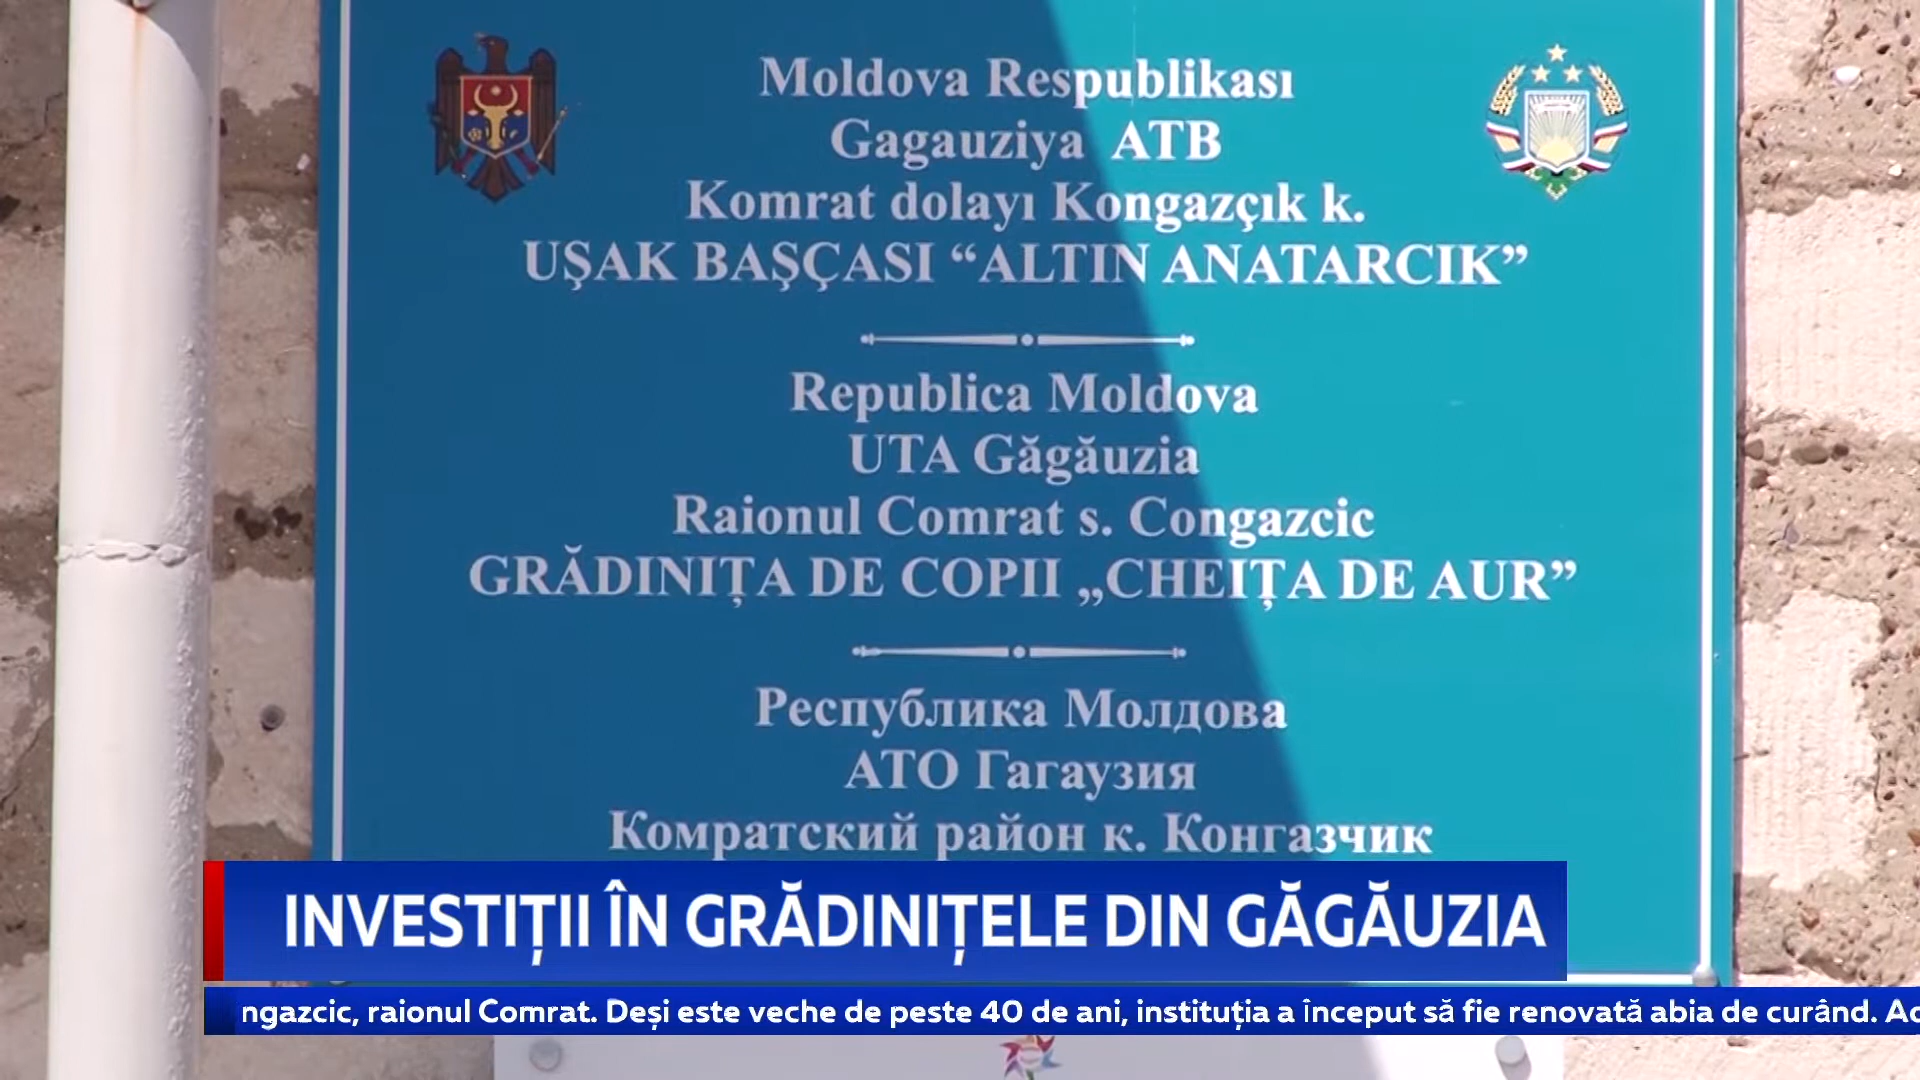 Moldova Respublikası
Gagauziya ATB
Komrat dolayı Kongazçık k.
UŞAK BAŞÇASI “ALTIN ANATARCIK”
Republica Moldova
UTA Găgăuzia
Raionul Comrat s. Congazcic
GRĂDINIȚA DE COPII „CHEIȚA DE AUR”
Республика Молдова
АТО Гагаузия
Комратский район к. Конгазчик
INVESTIȚII ÎN GRĂDINIȚELE DIN GĂGĂUZIA
ngazcic, raionul Comrat. Deși este veche de peste 40 de ani, instituția a început să fie renovată abia de curând. Ac